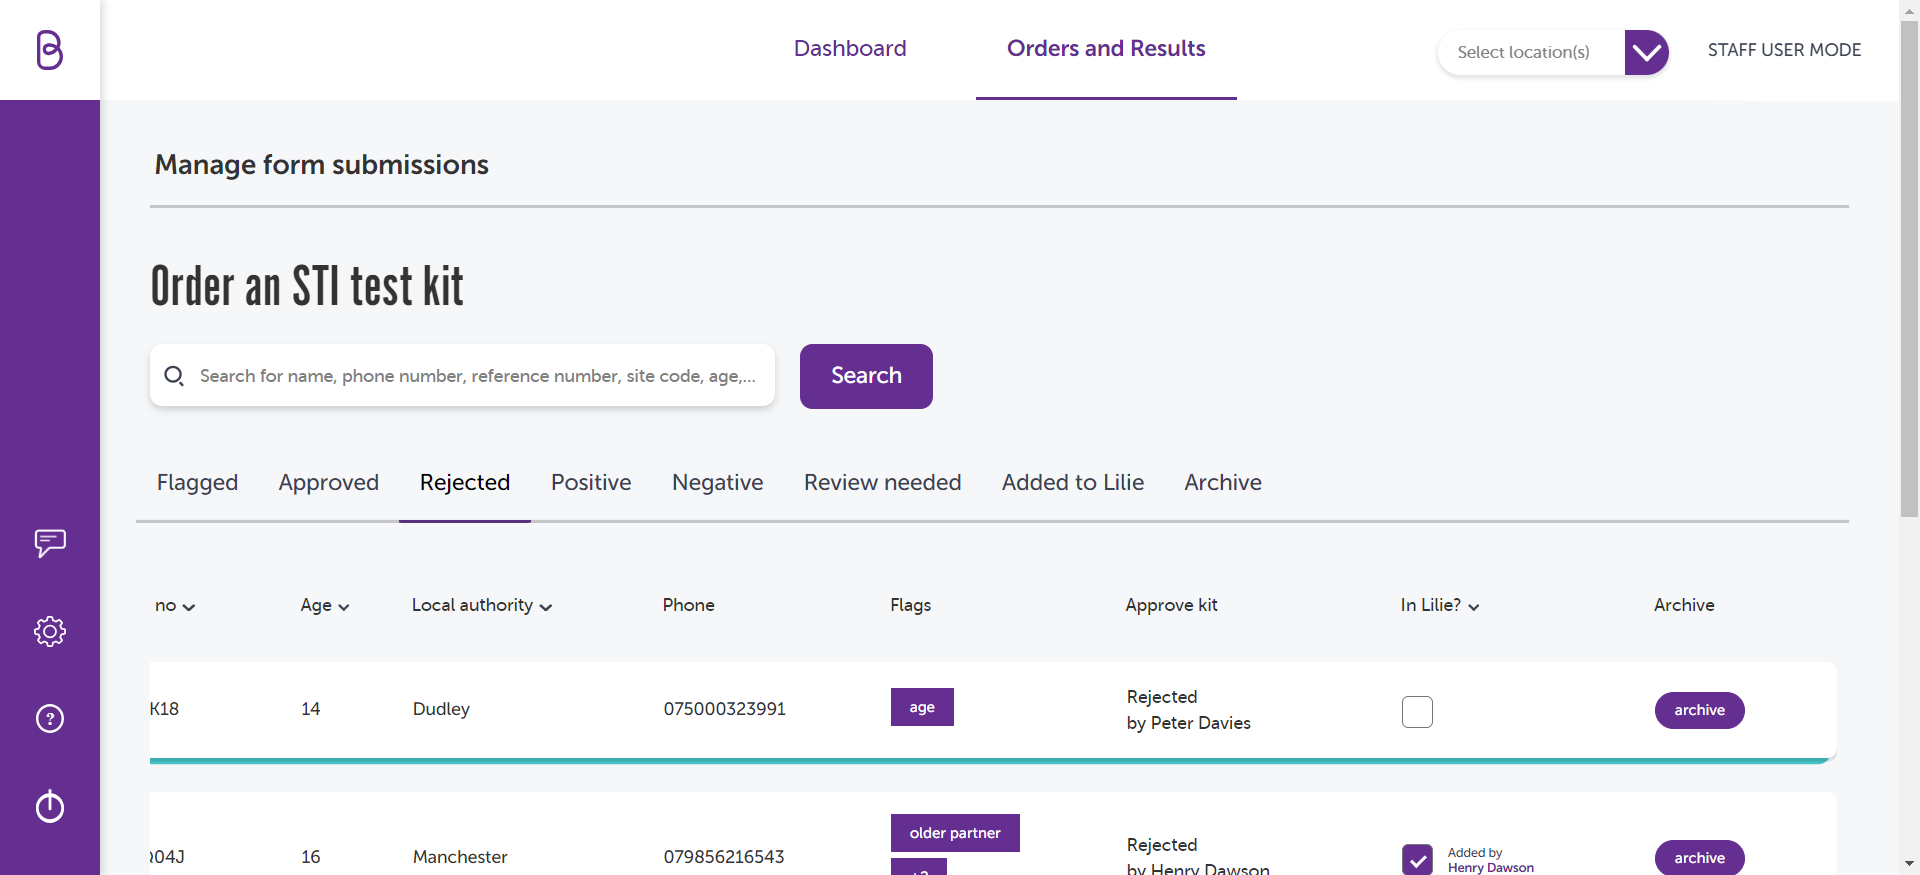 B
Dashboard
Orders and Results
Select location(s)
STAFF USER MODE
Manage form submissions
Order an STI test kit
Search for name, phone number, reference number, site code, age,...
Search
Flagged Approved Rejected Positive Negative Review needed Added to Lilie Archive
no Age Local authority Phone Flags Approve kit In Lilie? Archive
K18 14 Dudley 075000323991 age Rejected archive
by Peter Davies
older partner
04J 16 Manchester 079856216543 Rejected Added by archive
by Henry Dawson Henry Dawson